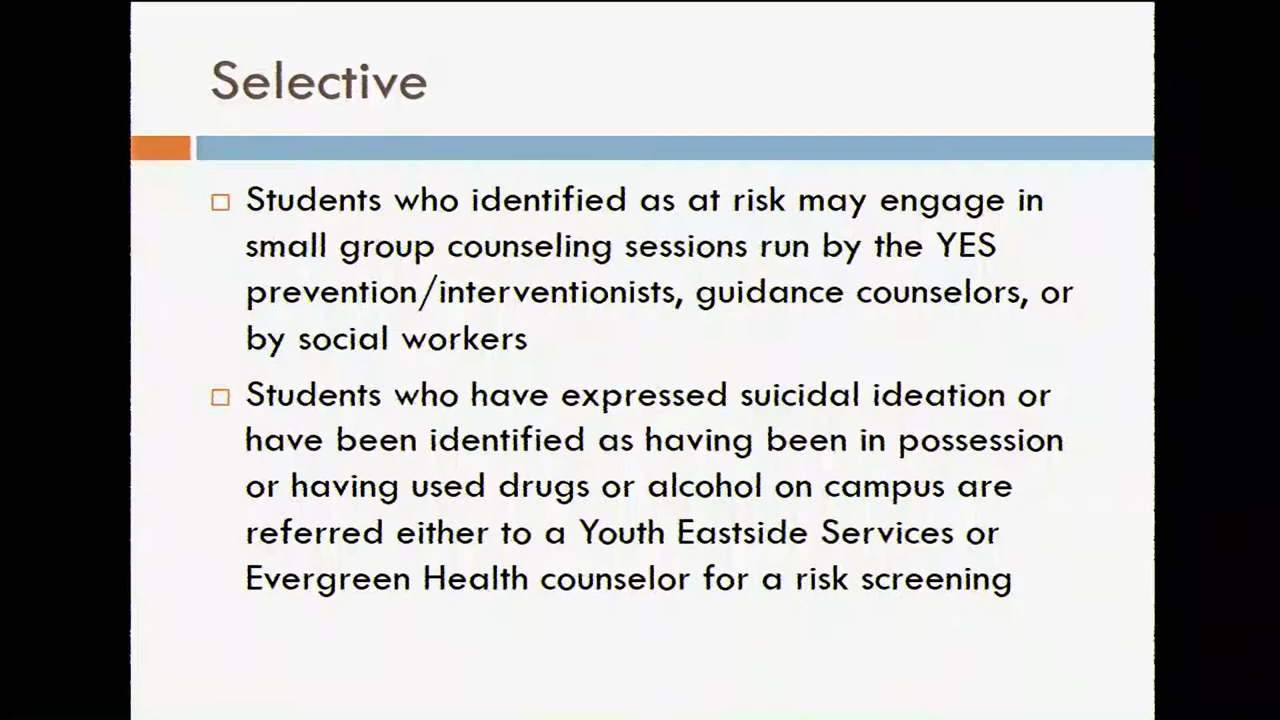 Selective
Students who identified as at risk may engage in
small group counseling sessions run by the YES
prevention/interventionists, guidance counselors, or
by social workers
Students who have expressed suicidal ideation or
have been identified as having been in possession
or having used drugs or alcohol on campus are
referred either to a Youth Eastside Services or
Evergreen Health counselor for a risk screening